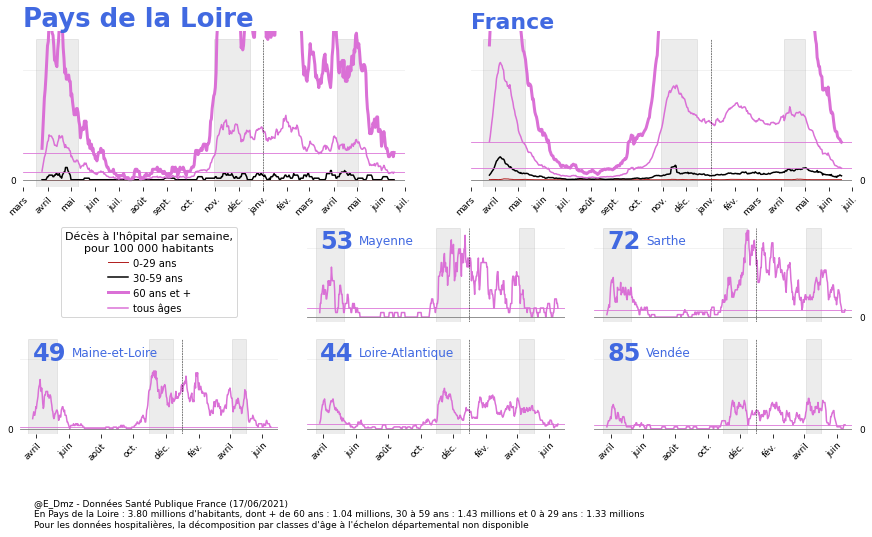 Pays de la Loire
France
0
0
mars avril mai juin juil. août sept. oct. nov. déc. janv. fév. mars avril mai juin juil.
mars avril mai juin juil. août sept. oct. nov. déc. janv. fév. mars avril mai juin juil.
Décès à l'hôpital par semaine,
pour 100 000 habitants
0-29 ans
30-59 ans
60 ans et +
tous âges
53 Mayenne
72 Sarthe
0
49 Maine-et-Loire
44 Loire-Atlantique
85 Vendée
0
0
avril juin août oct. déc. fév. avril juin
avril juin août oct. déc. fév. avril juin
avril juin août oct. déc. fév. avril juin
@E_Dmz - Données Santé Publique France (17/06/2021)
En Pays de la Loire : 3.80 millions d'habitants, dont + de 60 ans : 1.04 millions, 30 à 59 ans : 1.43 millions et 0 à 29 ans : 1.33 millions
Pour les données hospitalières, la décomposition par classes d'âge à l'échelon départemental non disponible